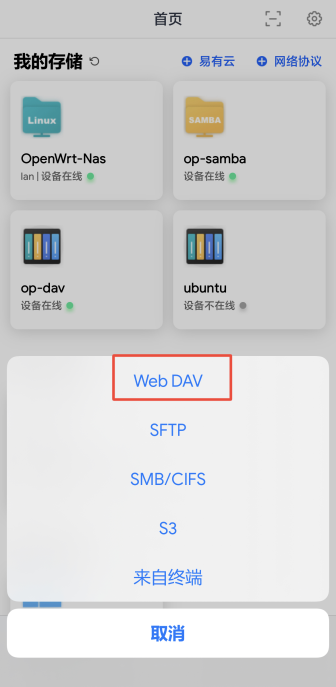 首页
我的存储
易有云
网络协议
Linux
SAMBA
OpenWrt-Nas
op-samba
lan | 设备在线
设备在线
op-dav
ubuntu
设备在线
设备不在线
Web DAV
SFTP
SMB/CIFS
S3
来自终端
取消